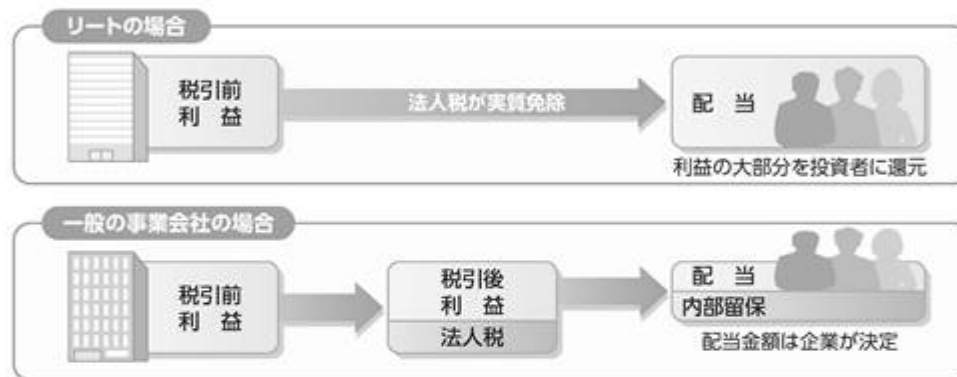 リートの場合
税引前
利 益
法人税が実質免除
配 当
利益の大部分を投資者に還元
一般の事業会社の場合
税引前
利 益
税引後
利 益
法人税
配 当
内部留保
配当金額は企業が決定